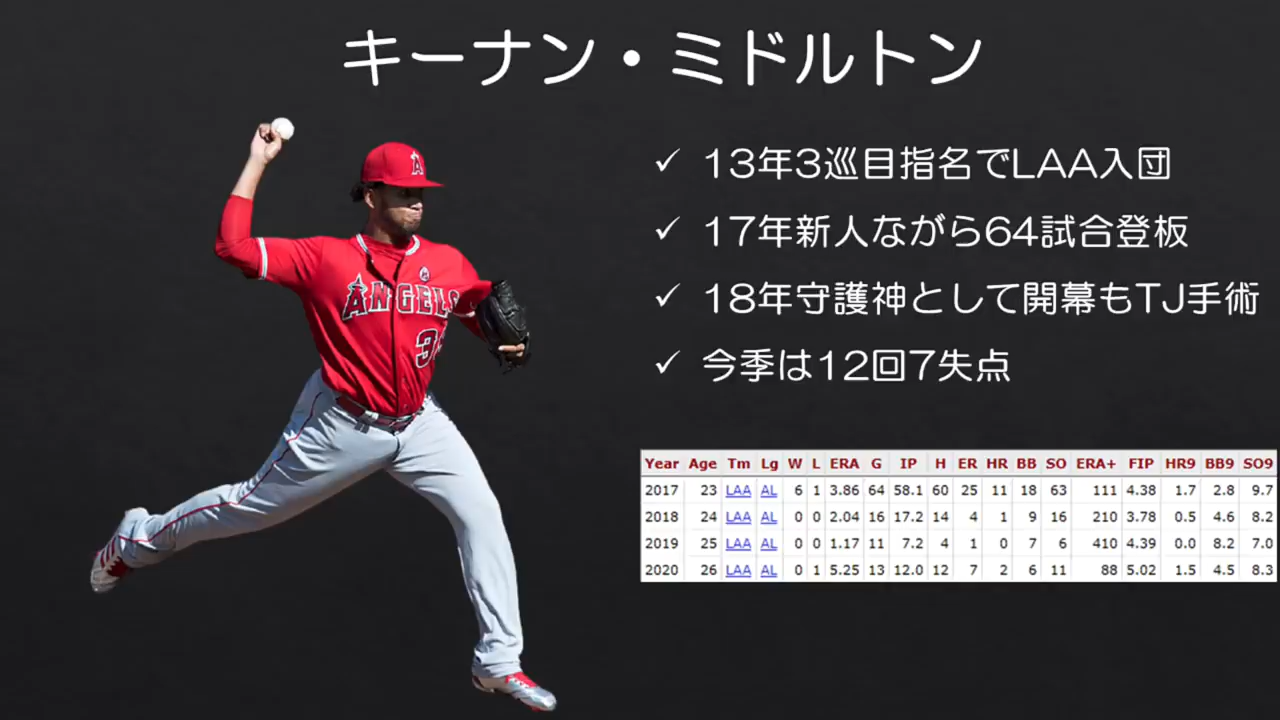 キーナン・ミドルトン
✓ 13年3巡目指名でLAA入団
✓ 17年新人ながら64試合登板
✓ 18年守護神として開幕もTJ手術
✓ 今季は12回7失点
A
ANGELS
3
Year Age Tm Lg W L ERA G IP H ER HR BB SO ERA+ FIP HR9 BB9 SO9
2017 23 LAA AL 6 1 3.86 64 58.1 60 25 11 18 63 111 4.38 1.7 2.8 9.7
2018 24 LAA AL 0 0 2.04 16 17.2 14 4 1 9 16 210 3.78 0.5 4.6 8.2
2019 25 LAA AL 0 0 1.17 11 7.2 4 1 0 7 6 410 4.39 0.0 8.2 7.0
2020 26 LAA AL 0 1 5.25 13 12.0 12 7 2 6 11 88 5.02 1.5 4.5 8.3